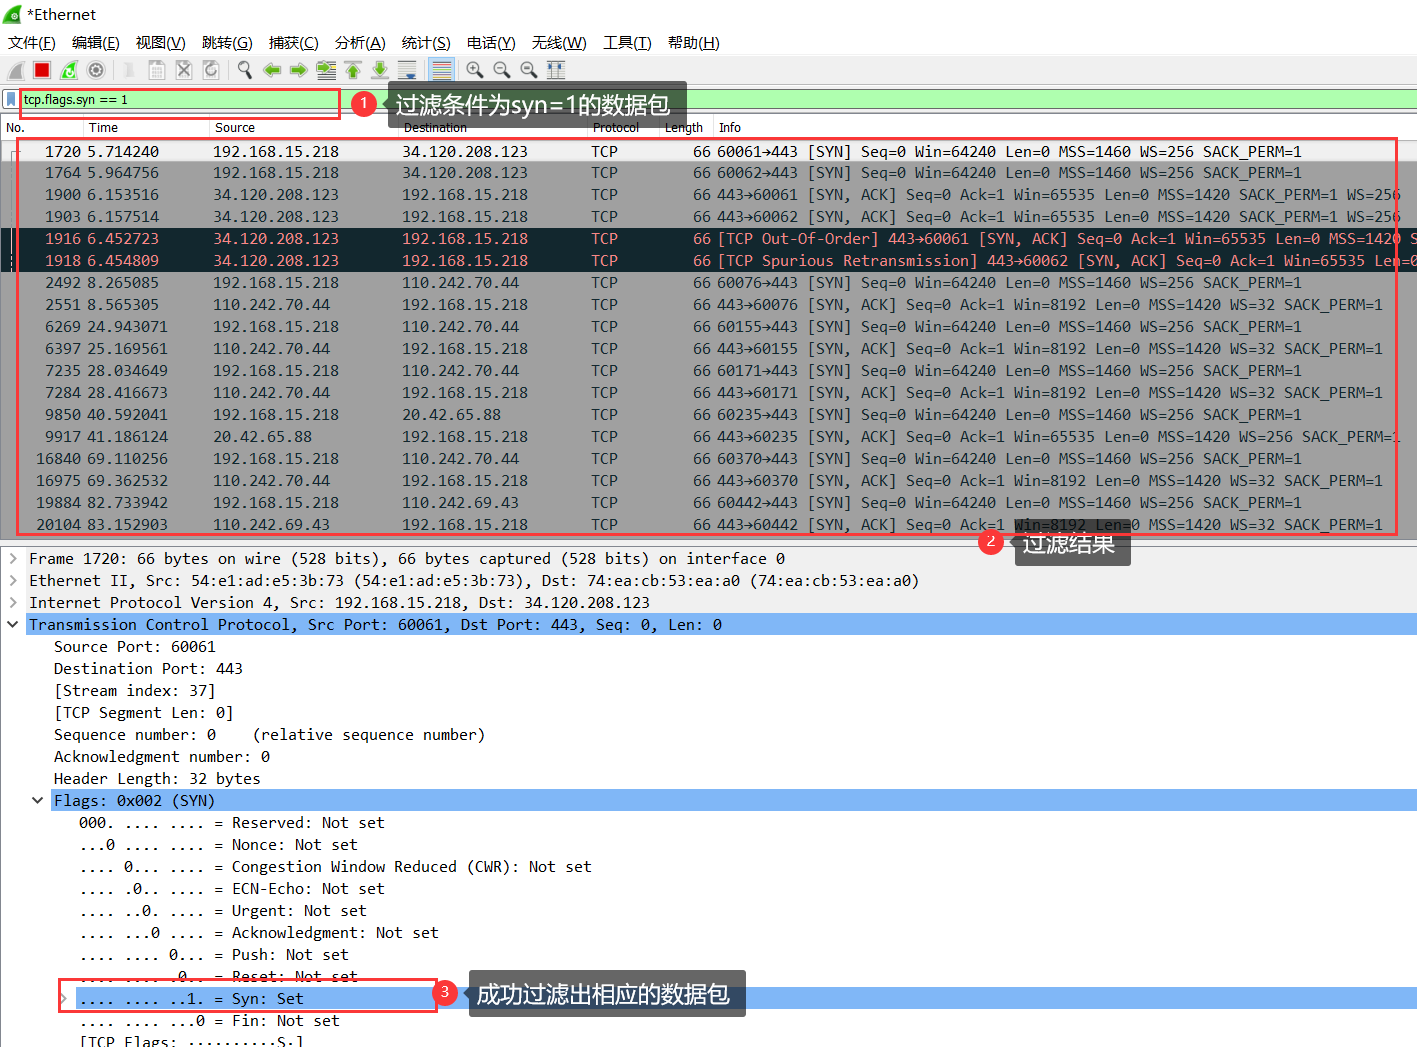 *Ethernet
文件(F) 编辑(E) 视图(V) 跳转(G) 捕获(C) 分析(A) 统计(S) 电话(Y) 无线(W) 工具(T) 帮助(H)
tcp.flags.syn == 1
1 过滤条件为syn=1的数据包
No. Time Source Destination Protocol Length Info
1720 5.714240 192.168.15.218 34.120.208.123 TCP 66 60061→443 [SYN] Seq=0 Win=64240 Len=0 MSS=1460 WS=256 SACK_PERM=1
1764 5.964756 192.168.15.218 34.120.208.123 TCP 66 60062→443 [SYN] Seq=0 Win=64240 Len=0 MSS=1460 WS=256 SACK_PERM=1
1900 6.153516 34.120.208.123 192.168.15.218 TCP 66 443→60061 [SYN, ACK] Seq=0 Ack=1 Win=65535 Len=0 MSS=1420 SACK_PERM=1 WS=256
1903 6.157514 34.120.208.123 192.168.15.218 TCP 66 443→60062 [SYN, ACK] Seq=0 Ack=1 Win=65535 Len=0 MSS=1420 SACK_PERM=1 WS=256
1916 6.452723 34.120.208.123 192.168.15.218 TCP 66 [TCP Out-Of-Order] 443→60061 [SYN, ACK] Seq=0 Ack=1 Win=65535 Len=0 MSS=1420 S
1918 6.454809 34.120.208.123 192.168.15.218 TCP 66 [TCP Spurious Retransmission] 443→60062 [SYN, ACK] Seq=0 Ack=1 Win=65535 Len=0
2492 8.265085 192.168.15.218 110.242.70.44 TCP 66 60076→443 [SYN] Seq=0 Win=64240 Len=0 MSS=1460 WS=256 SACK_PERM=1
2551 8.565305 110.242.70.44 192.168.15.218 TCP 66 443→60076 [SYN, ACK] Seq=0 Ack=1 Win=8192 Len=0 MSS=1420 WS=32 SACK_PERM=1
6269 24.943071 192.168.15.218 110.242.70.44 TCP 66 60155→443 [SYN] Seq=0 Win=64240 Len=0 MSS=1460 WS=256 SACK_PERM=1
6397 25.169561 110.242.70.44 192.168.15.218 TCP 66 443→60155 [SYN, ACK] Seq=0 Ack=1 Win=8192 Len=0 MSS=1420 WS=32 SACK_PERM=1
7235 28.034649 192.168.15.218 110.242.70.44 TCP 66 60171→443 [SYN] Seq=0 Win=64240 Len=0 MSS=1460 WS=256 SACK_PERM=1
7284 28.416673 110.242.70.44 192.168.15.218 TCP 66 443→60171 [SYN, ACK] Seq=0 Ack=1 Win=8192 Len=0 MSS=1420 WS=32 SACK_PERM=1
9850 40.592041 192.168.15.218 20.42.65.88 TCP 66 60235→443 [SYN] Seq=0 Win=64240 Len=0 MSS=1460 WS=256 SACK_PERM=1
9917 41.186124 20.42.65.88 192.168.15.218 TCP 66 443→60235 [SYN, ACK] Seq=0 Ack=1 Win=65535 Len=0 MSS=1420 WS=256 SACK_PERM=1
16840 69.110256 192.168.15.218 110.242.70.44 TCP 66 60370→443 [SYN] Seq=0 Win=64240 Len=0 MSS=1460 WS=256 SACK_PERM=1
16975 69.362532 110.242.70.44 192.168.15.218 TCP 66 443→60370 [SYN, ACK] Seq=0 Ack=1 Win=8192 Len=0 MSS=1420 WS=32 SACK_PERM=1
19884 82.733942 192.168.15.218 110.242.69.43 TCP 66 60442→443 [SYN] Seq=0 Win=64240 Len=0 MSS=1460 WS=256 SACK_PERM=1
20104 83.152903 110.242.69.43 192.168.15.218 TCP 66 443→60442 [SYN, ACK] Seq=0 Ack=1 Win=8192 Len=0 MSS=1420 WS=32 SACK_PERM=1
2 过滤结果
Frame 1720: 66 bytes on wire (528 bits), 66 bytes captured (528 bits) on interface 0
Ethernet II, Src: 54:e1:ad:e5:3b:73 (54:e1:ad:e5:3b:73), Dst: 74:ea:cb:53:ea:a0 (74:ea:cb:53:ea:a0)
Internet Protocol Version 4, Src: 192.168.15.218, Dst: 34.120.208.123
Transmission Control Protocol, Src Port: 60061, Dst Port: 443, Seq: 0, Len: 0
Source Port: 60061
Destination Port: 443
[Stream index: 37]
[TCP Segment Len: 0]
Sequence number: 0 (relative sequence number)
Acknowledgment number: 0
Header Length: 32 bytes
Flags: 0x002 (SYN)
000. .... .... = Reserved: Not set
...0 .... .... = Nonce: Not set
.... 0... .... = Congestion Window Reduced (CWR): Not set
.... .0.. .... = ECN-Echo: Not set
.... ..0. .... = Urgent: Not set
.... ...0 .... = Acknowledgment: Not set
.... .... 0... = Push: Not set
.... .... .0.. = Reset: Not set
.... .... ..1. = Syn: Set
3 成功过滤出相应的数据包
.... .... ...0 = Fin: Not set
[TCP Flags: ··········S·]